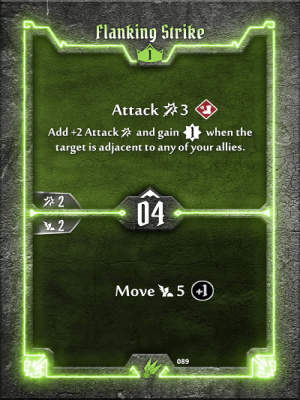 Flanking Strike
1
Attack 3
Add +2 Attack and gain 1 when the
target is adjacent to any of your allies.
2
04
2
Move 5 +1
089